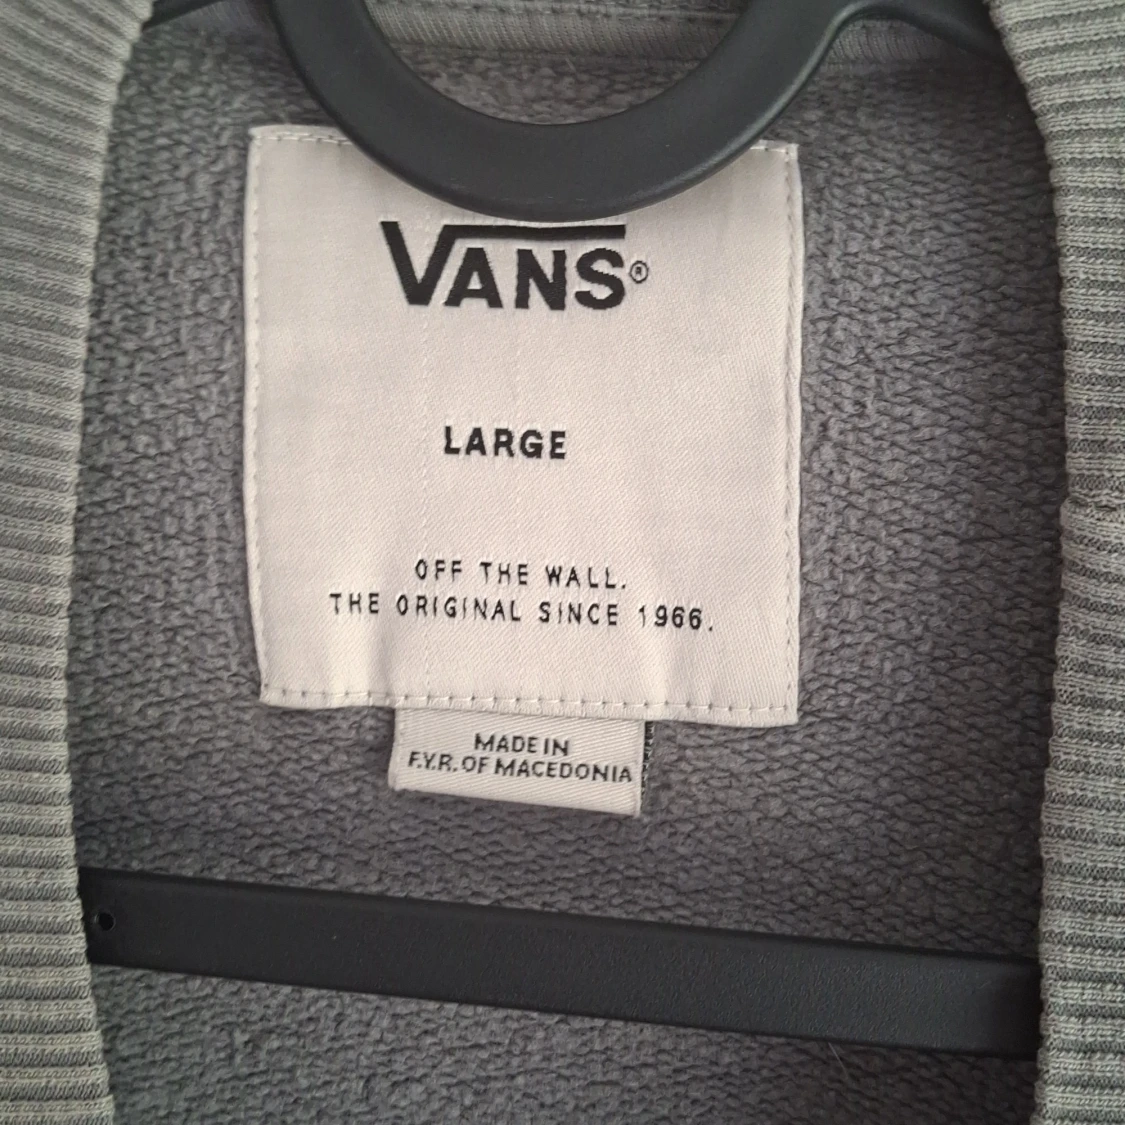 VANS®
LARGE
OFF THE WALL.
THE ORIGINAL SINCE 1966.
MADE IN
F.Y.R. OF MACEDONIA